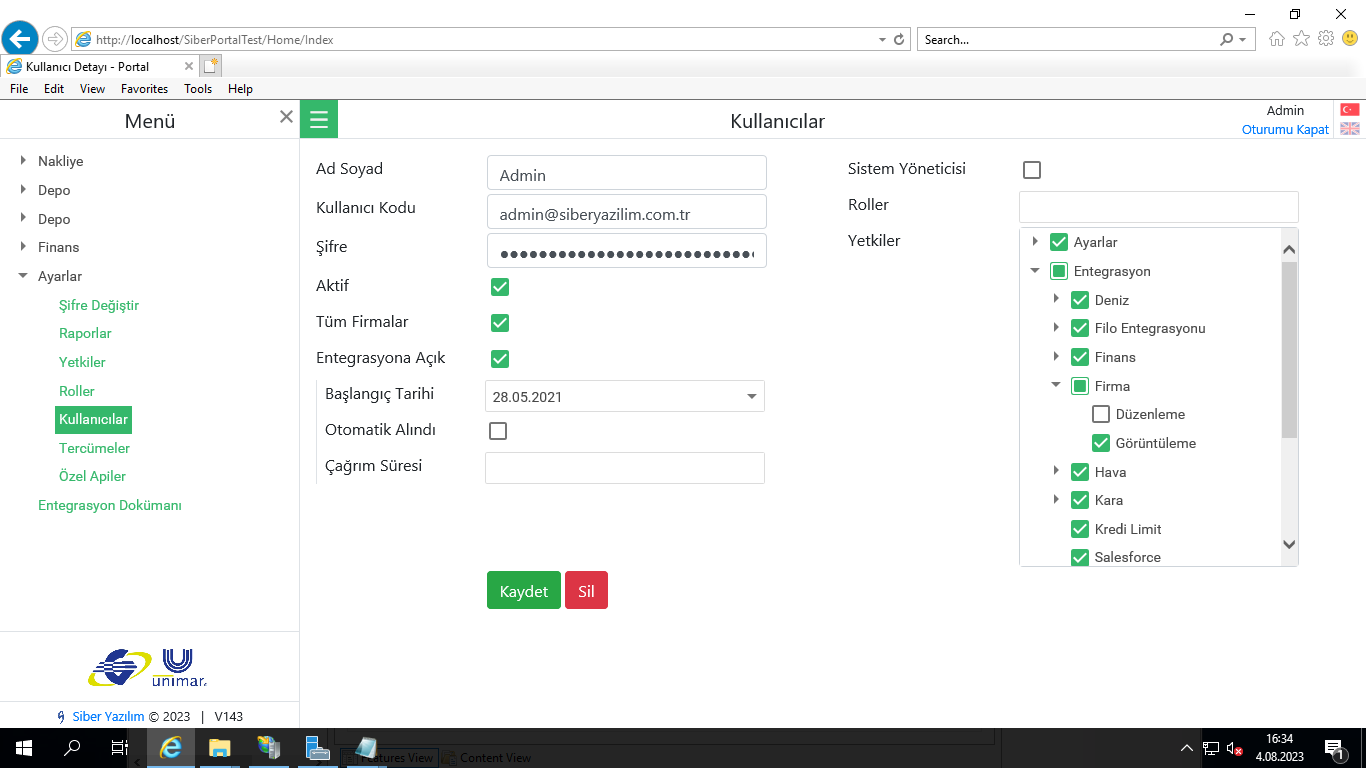 http://localhost/SiberPortalTest/Home/Index
Search...
Kullanıcı Detayı - Portal
File Edit View Favorites Tools Help
Menü
Kullanıcılar
Admin
Oturumu Kapat
Nakliye
Depo
Depo
Finans
Ayarlar
Şifre Değiştir
Raporlar
Yetkiler
Roller
Kullanıcılar
Tercümeler
Özel Apiler
Entegrasyon Dokümanı
unimar.
Siber Yazılım © 2023 | V143
Ad Soyad
Admin
Kullanıcı Kodu
admin@siberyazilim.com.tr
Şifre
Aktif
Tüm Firmalar
Entegrasyona Açık
Başlangıç Tarihi
28.05.2021
Otomatik Alındı
Çağrım Süresi
Kaydet
Sil
Sistem Yöneticisi
Roller
Yetkiler
Ayarlar
Entegrasyon
Deniz
Filo Entegrasyonu
Finans
Firma
Düzenleme
Görüntüleme
Hava
Kara
Kredi Limit
Salesforce
Features View
Content View
16:34
4.08.2023
1